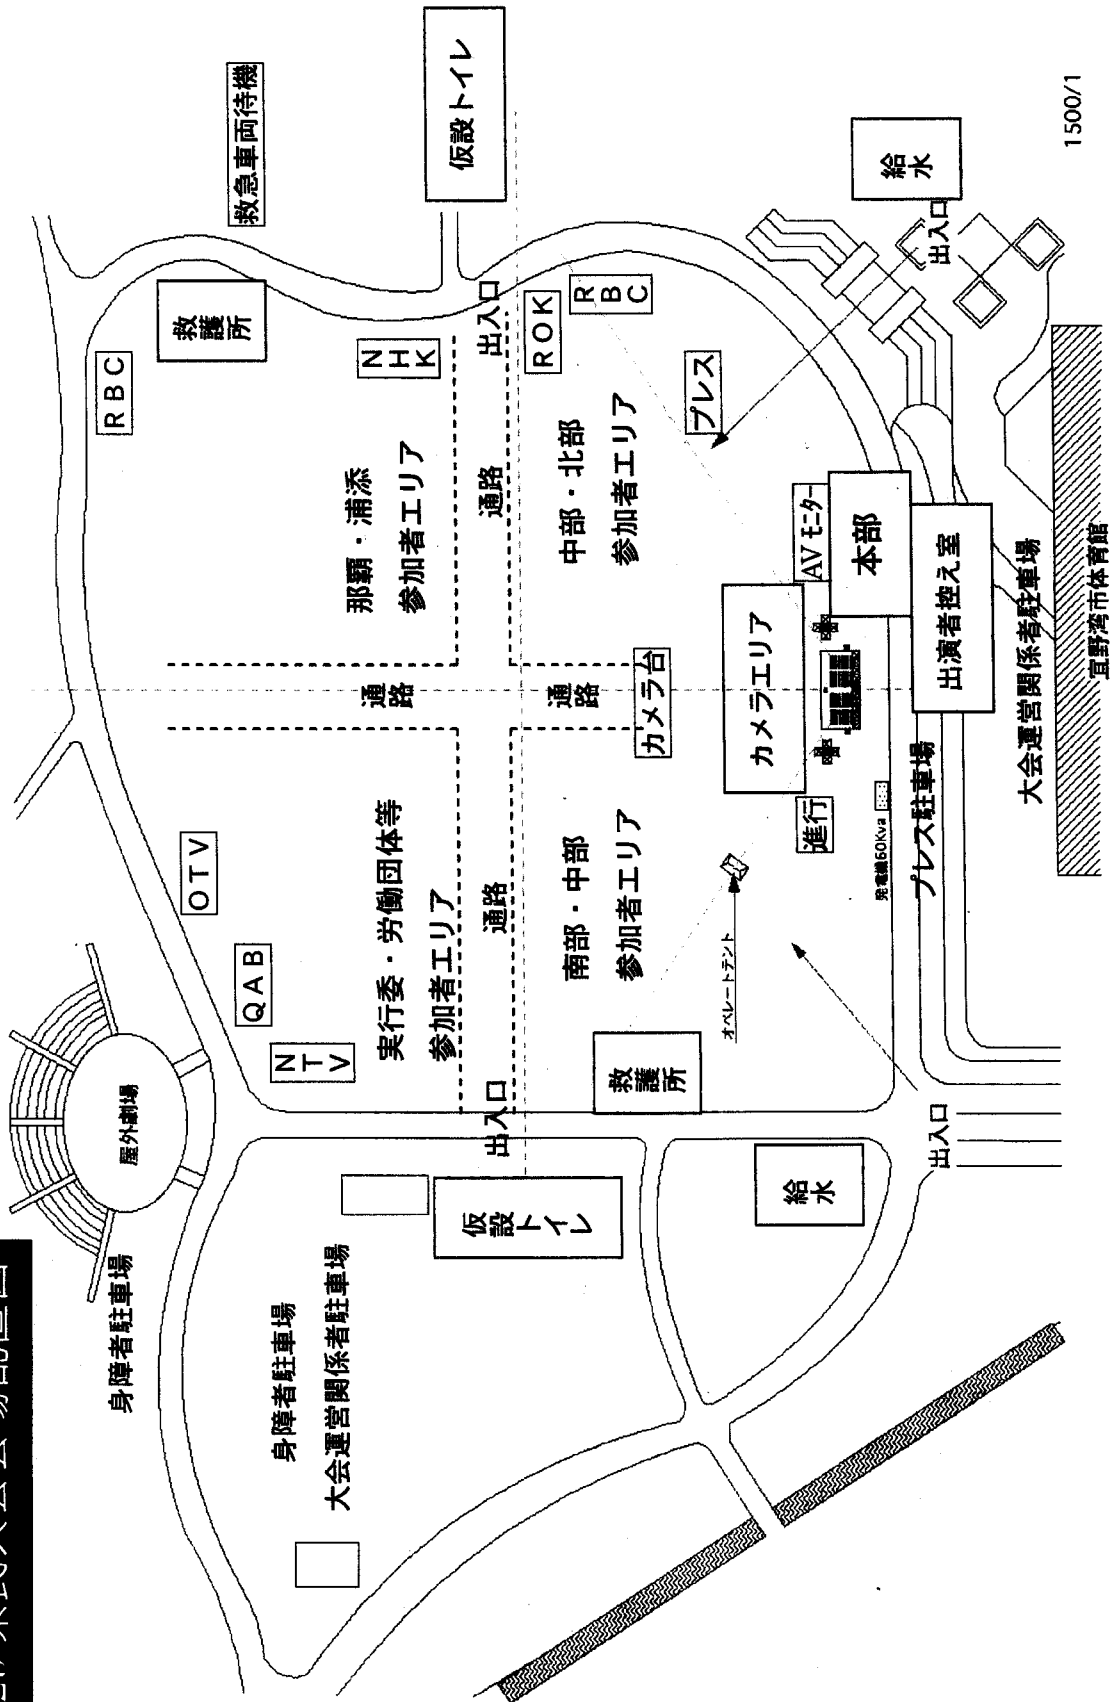 県民大会会場配置図
身障者駐車場
屋外劇場
身障者駐車場
大会運営関係者駐車場
仮設トイレ
給水
出入口
NTV
QAB
OTV
RBC
救護所
救急車両待機
仮設トイレ
NHK
実行委・労働団体等
参加者エリア
那覇・浦添
参加者エリア
通路
通路
通路
通路
出入口
出入口
ROK
RBC
南部・中部
参加者エリア
中部・北部
参加者エリア
救護所
カメラ台
プレス
オペレートテント
進行
カメラエリア
AVモニター
本部
発電機60Kva
出演者控え室
プレス駐車場
大会運営関係者駐車場
出入口
給水
宜野湾市体育館
1500/1